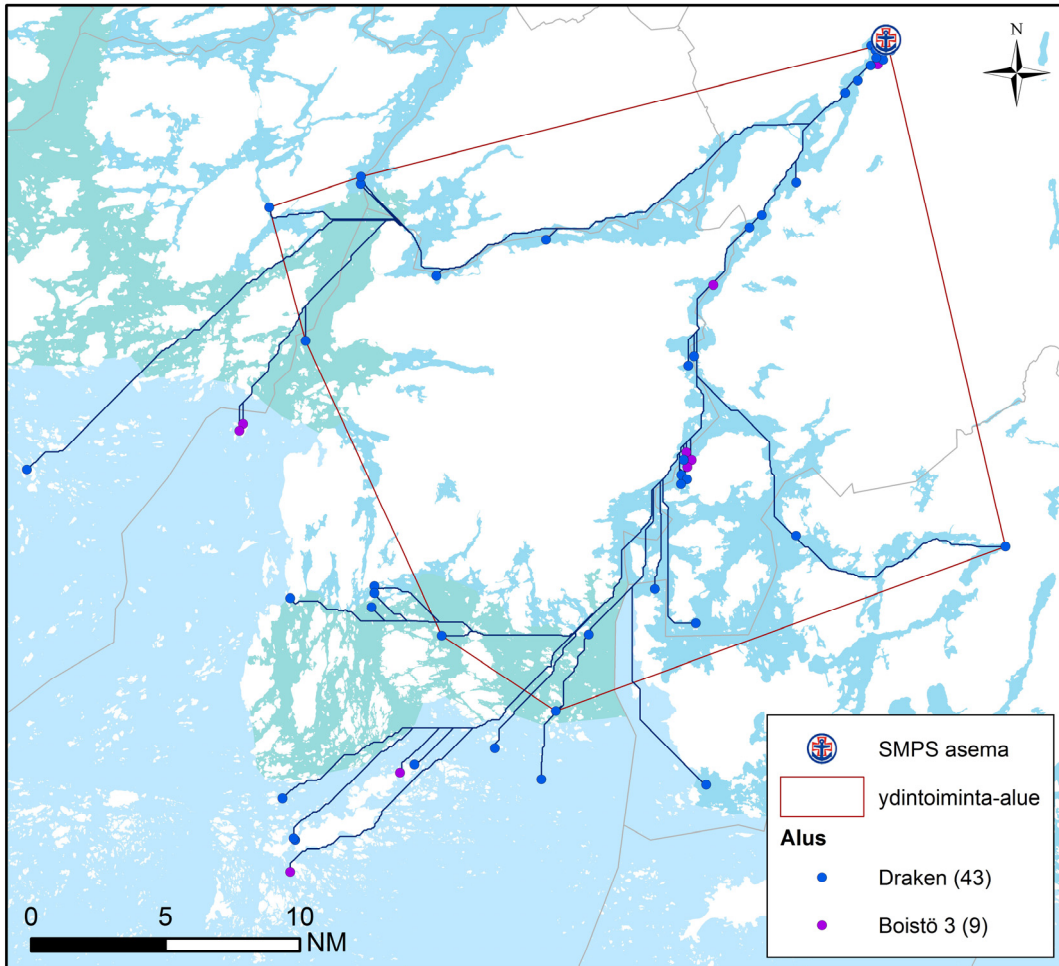 N
SMPS asema
ydintoiminta-alue
Alus
Draken (43)
Boistö 3 (9)
0 5 10
NM